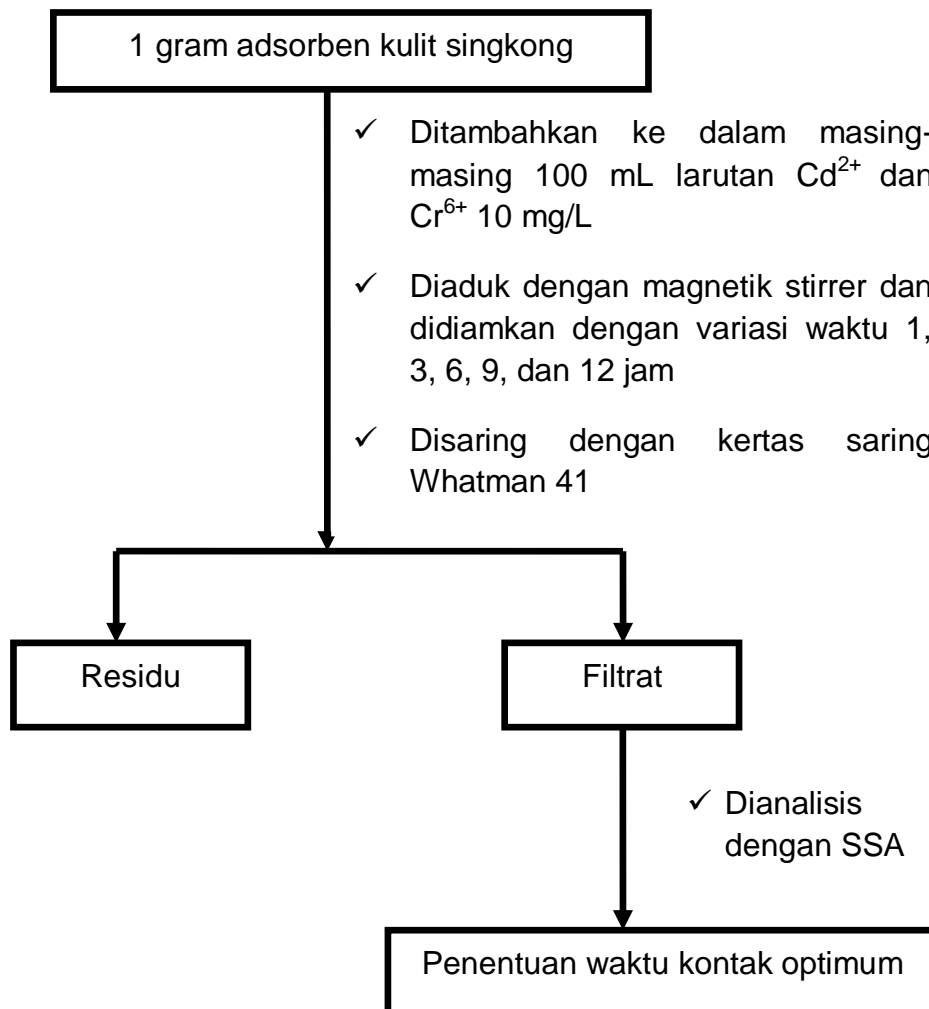 1 gram adsorben kulit singkong
✓ Ditambahkan ke dalam masing-
masing 100 mL larutan Cd²⁺ dan
Cr⁶⁺ 10 mg/L
✓ Diaduk dengan magnetik stirrer dan
didiamkan dengan variasi waktu 1,
3, 6, 9, dan 12 jam
✓ Disaring dengan kertas saring
Whatman 41
Residu
Filtrat
✓ Dianalisis
dengan SSA
Penentuan waktu kontak optimum